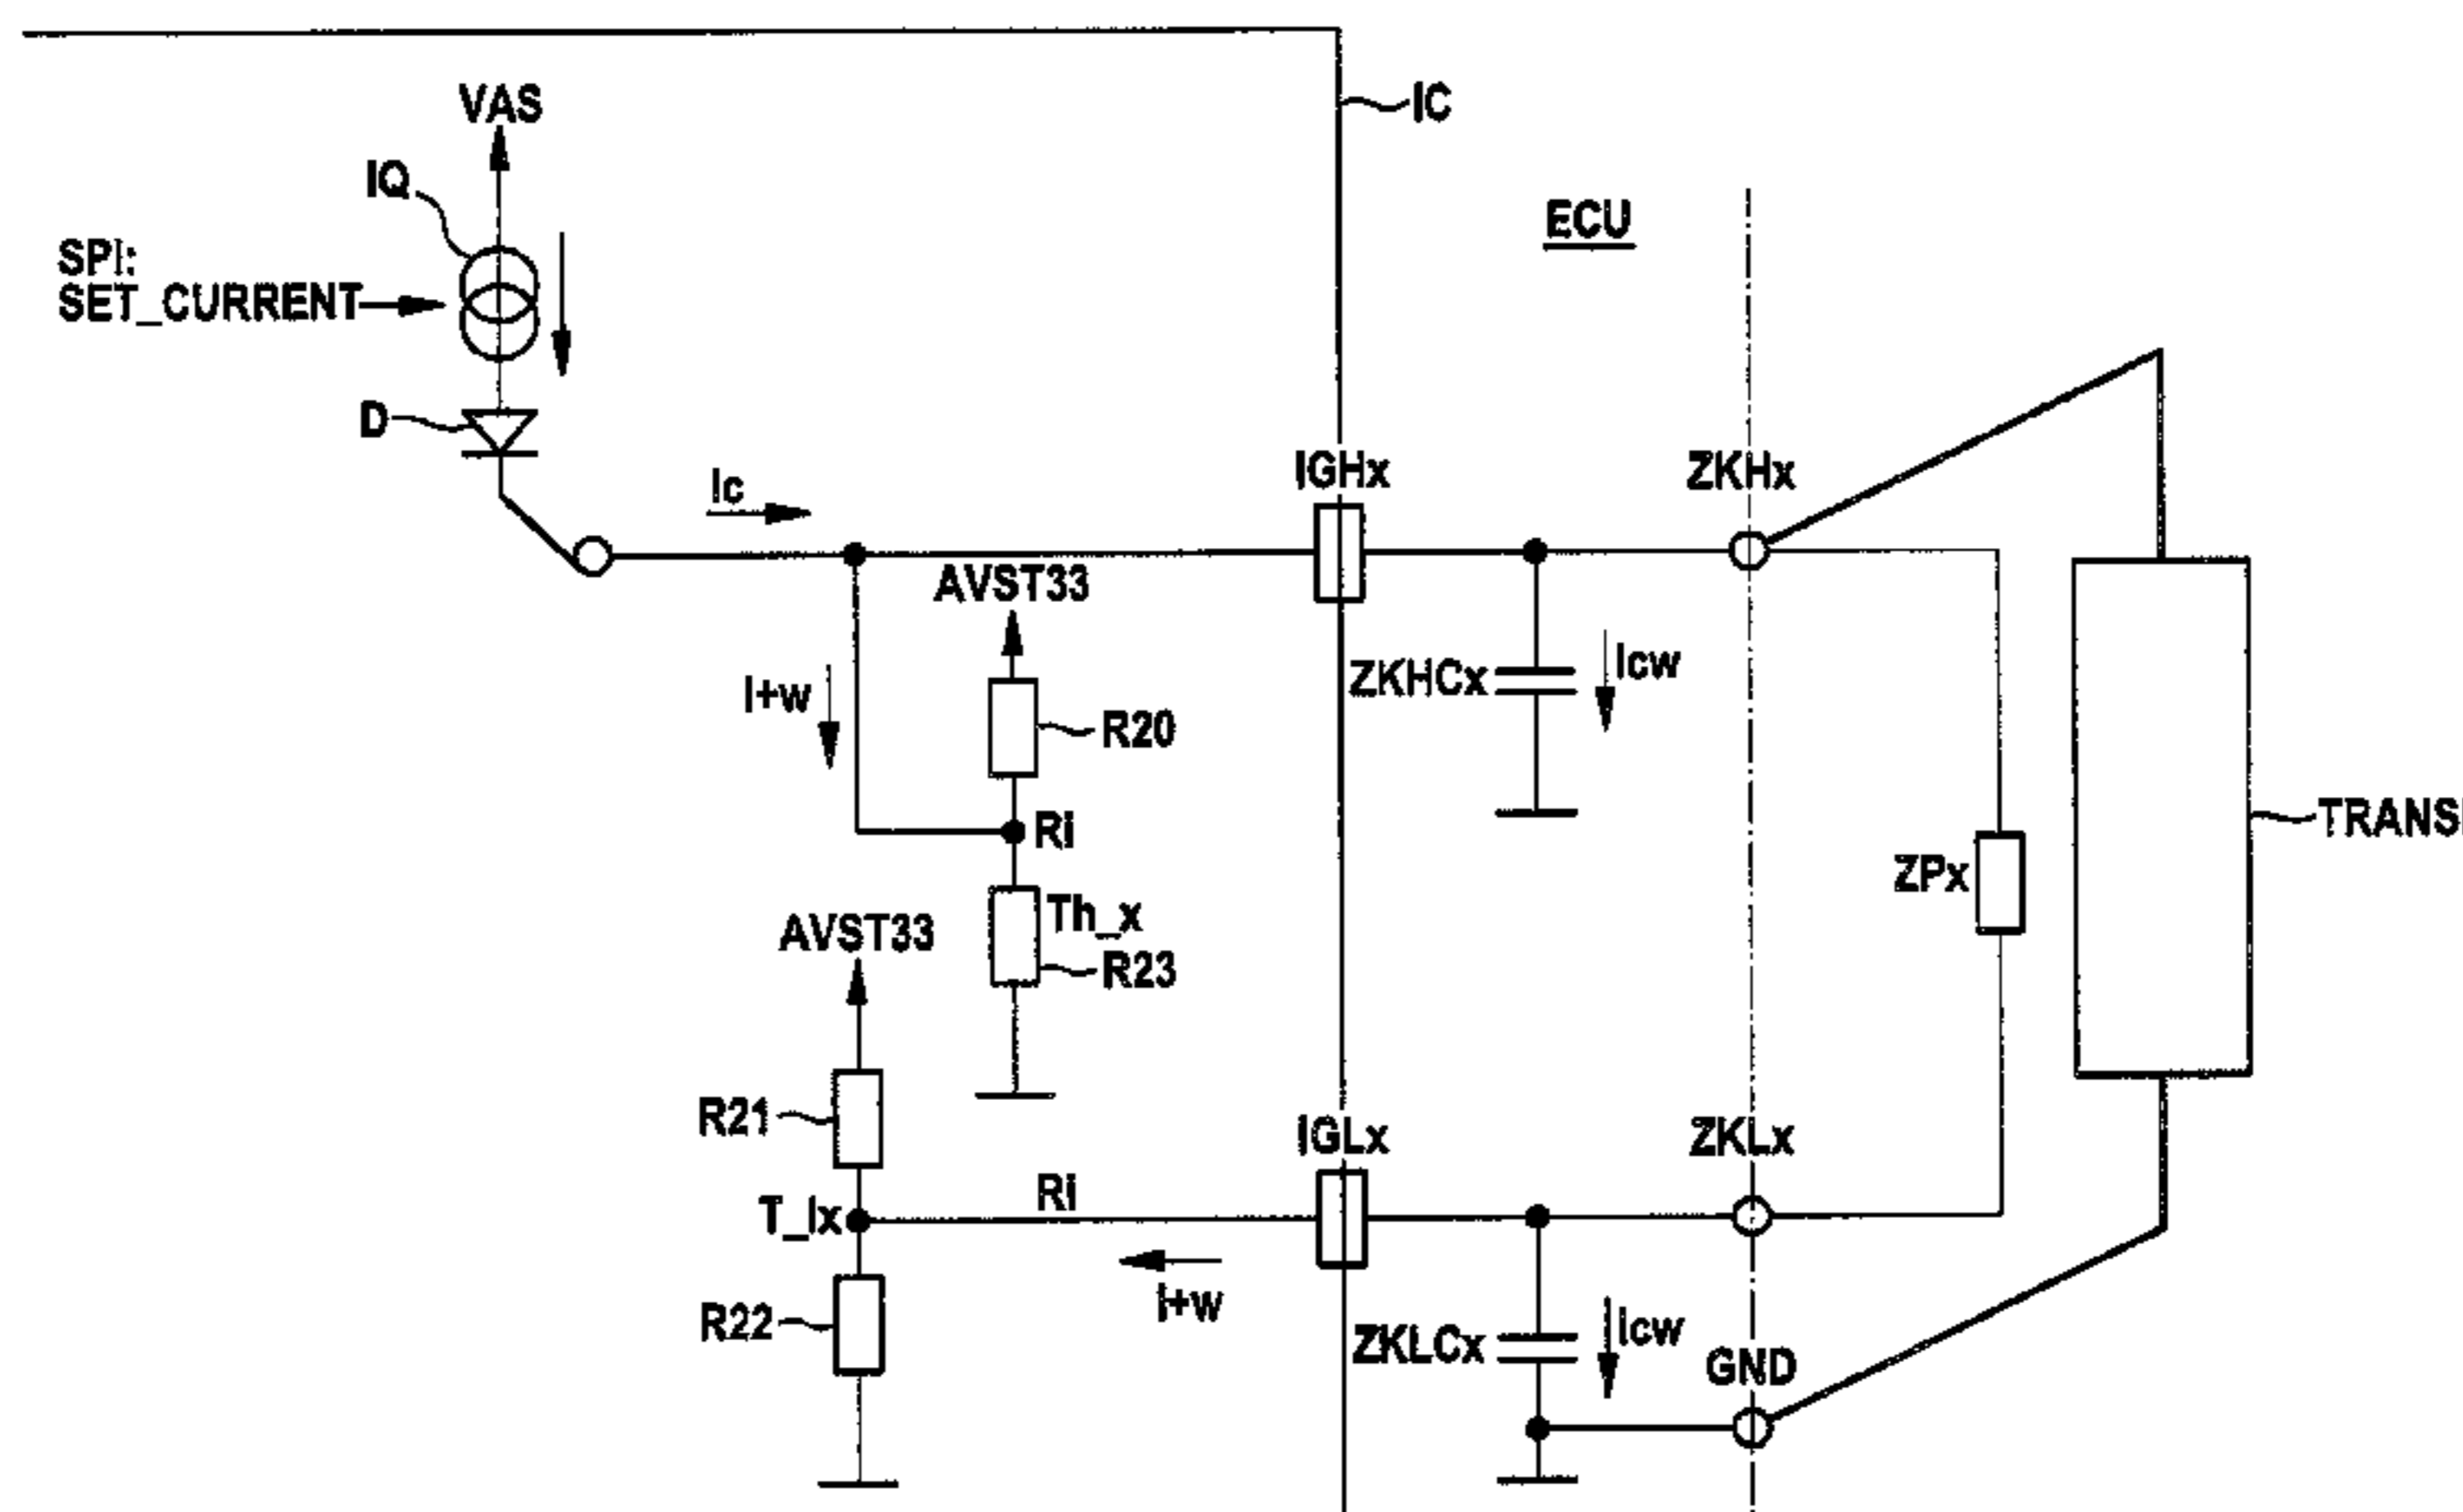 VAS
IC
IQ
SPI:
SET_CURRENT
ECU
D
Ic
IGHx
ZKHx
AVST33
I+w
R20
ZKHCx
Icw
Ri
TRANS
ZPx
Th_x
R23
AVST33
R21
IGLx
ZKLx
Ri
T_Ix
I+w
R22
ZKLCx
Icw
GND